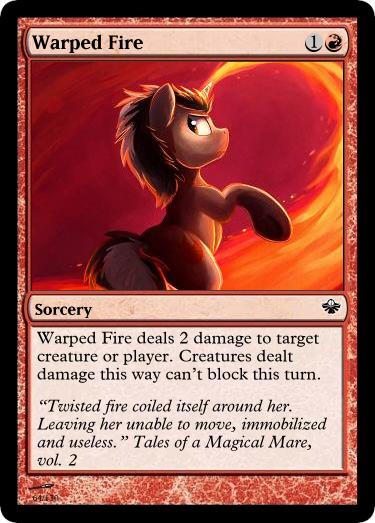 Warped Fire 1
Sorcery
Warped Fire deals 2 damage to target
creature or player. Creatures dealt
damage this way can't block this turn.
“Twisted fire coiled itself around her.
Leaving her unable to move, immobilized
and useless.” Tales of a Magical Mare,
vol. 2